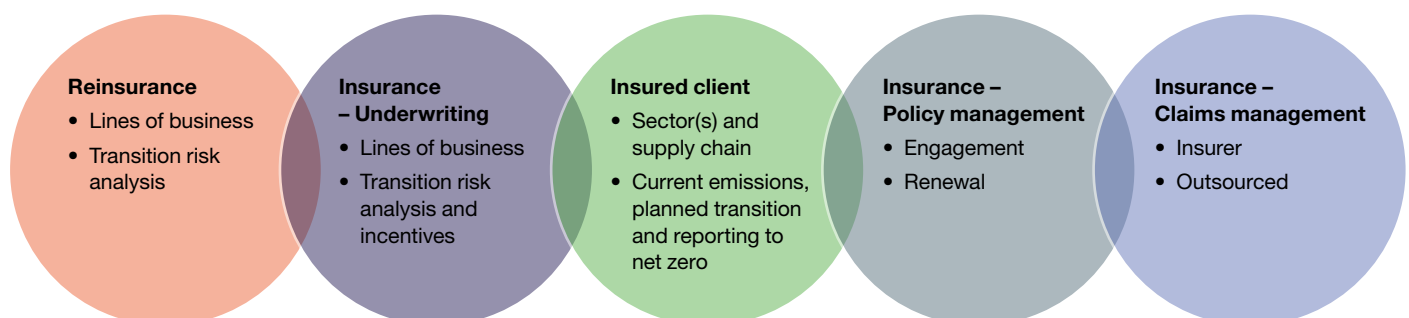 Reinsurance
• Lines of business
• Transition risk
analysis
Insurance
– Underwriting
• Lines of business
• Transition risk
analysis and
incentives
Insured client
• Sector(s) and
supply chain
• Current emissions,
planned transition
and reporting to
net zero
Insurance –
Policy management
• Engagement
• Renewal
Insurance –
Claims management
• Insurer
• Outsourced